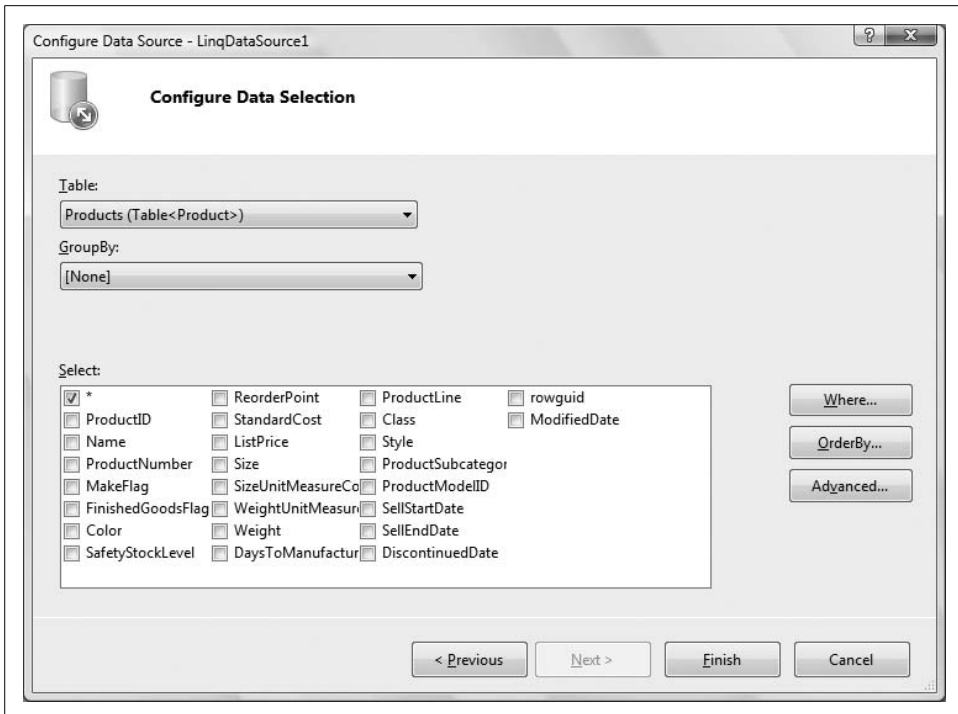 Configure Data Source - LinqDataSource1
Configure Data Selection
Table:
Products (Table<Product>)
GroupBy:
[None]
Select:
* ReorderPoint ProductLine rowguid
ProductID StandardCost Class ModifiedDate
Name ListPrice Style
ProductNumber Size ProductSubcategor
MakeFlag SizeUnitMeasureCo ProductModelID
FinishedGoodsFlag WeightUnitMeasur SellStartDate
Color Weight SellEndDate
SafetyStockLevel DaysToManufactur DiscontinuedDate
Where...
OrderBy...
Advanced...
< Previous Next > Finish Cancel